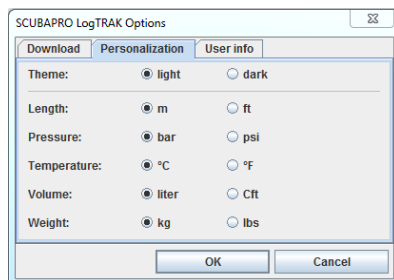 SCUBAPRO LogTRAK Options
Download Personalization User info
Theme: light dark
Length: m ft
Pressure: bar psi
Temperature: °C °F
Volume: liter Cft
Weight: kg lbs
OK Cancel